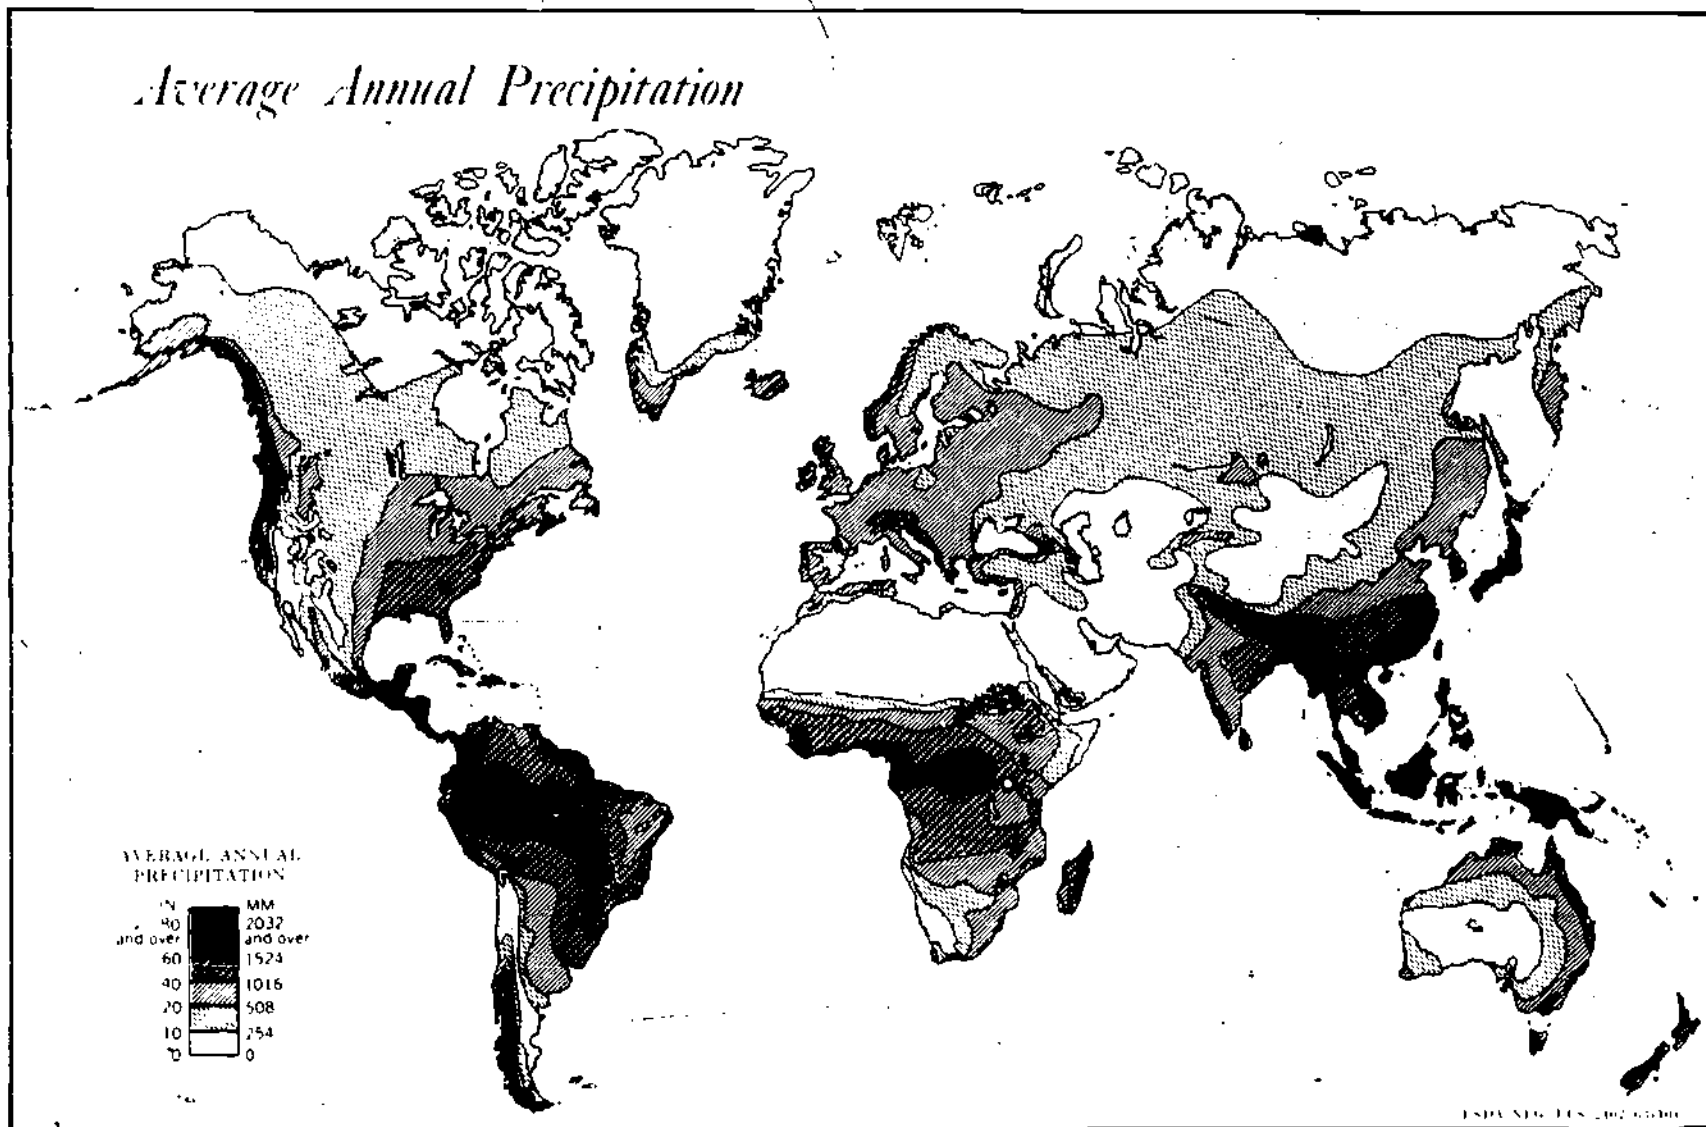 Average Annual Precipitation
AVERAGE ANNUAL
PRECIPITATION
IN MM
80 2032
and over and over
60 1524
40 1016
20 508
10 254
0 0